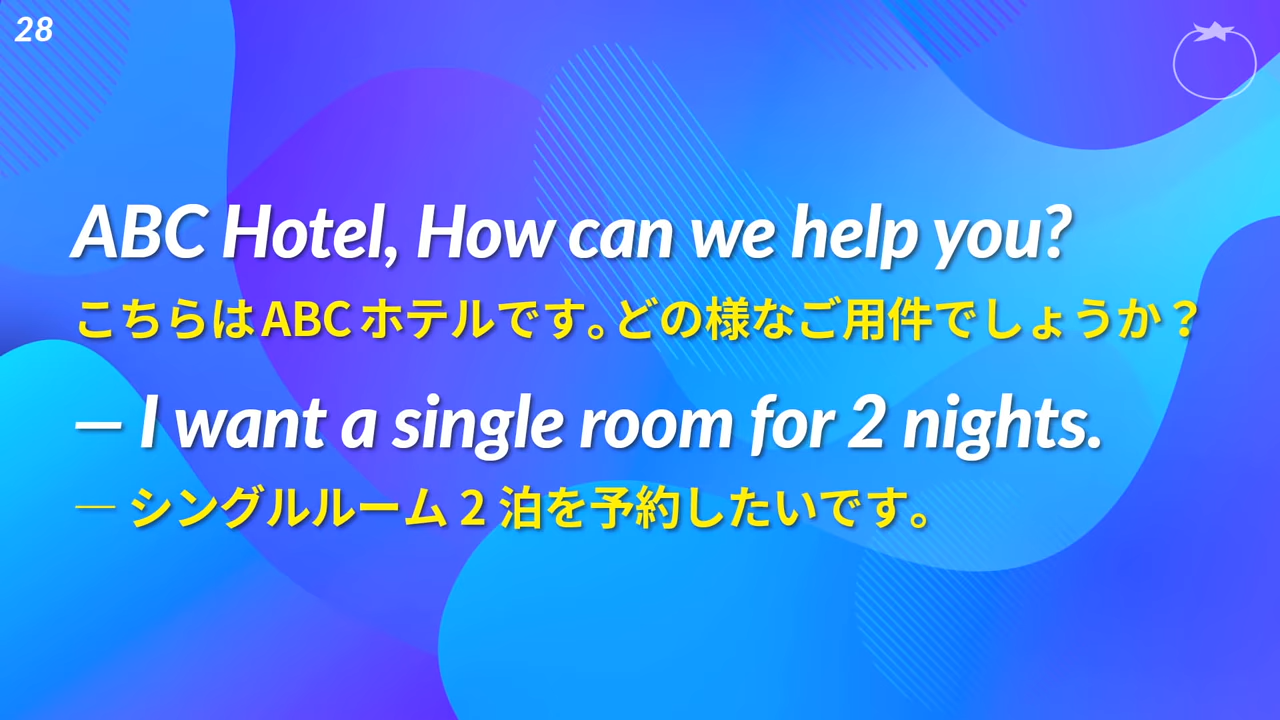 28
ABC Hotel, How can we help you?
こちらはABCホテルです。どの様なご用件でしょうか？
— I want a single room for 2 nights.
— シングルルーム 2 泊を予約したいです。